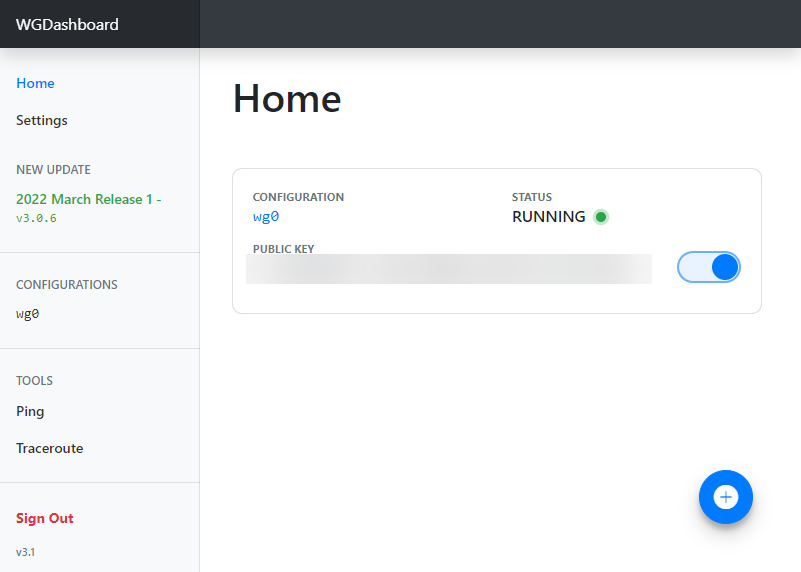 WGDashboard
Home
Settings
NEW UPDATE
2022 March Release 1 -
v3.0.6
CONFIGURATIONS
wg0
TOOLS
Ping
Traceroute
Sign Out
v3.1
Home
CONFIGURATION
wg0
STATUS
RUNNING
PUBLIC KEY